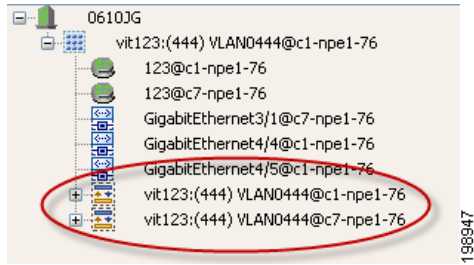 0610JG
vit123:(444) VLAN0444@c1-npe1-76
123@c1-npe1-76
123@c7-npe1-76
GigabitEthernet3/1@c7-npe1-76
GigabitEthernet4/4@c1-npe1-76
GigabitEthernet4/5@c1-npe1-76
vit123:(444) VLAN0444@c1-npe1-76
vit123:(444) VLAN0444@c7-npe1-76
198947